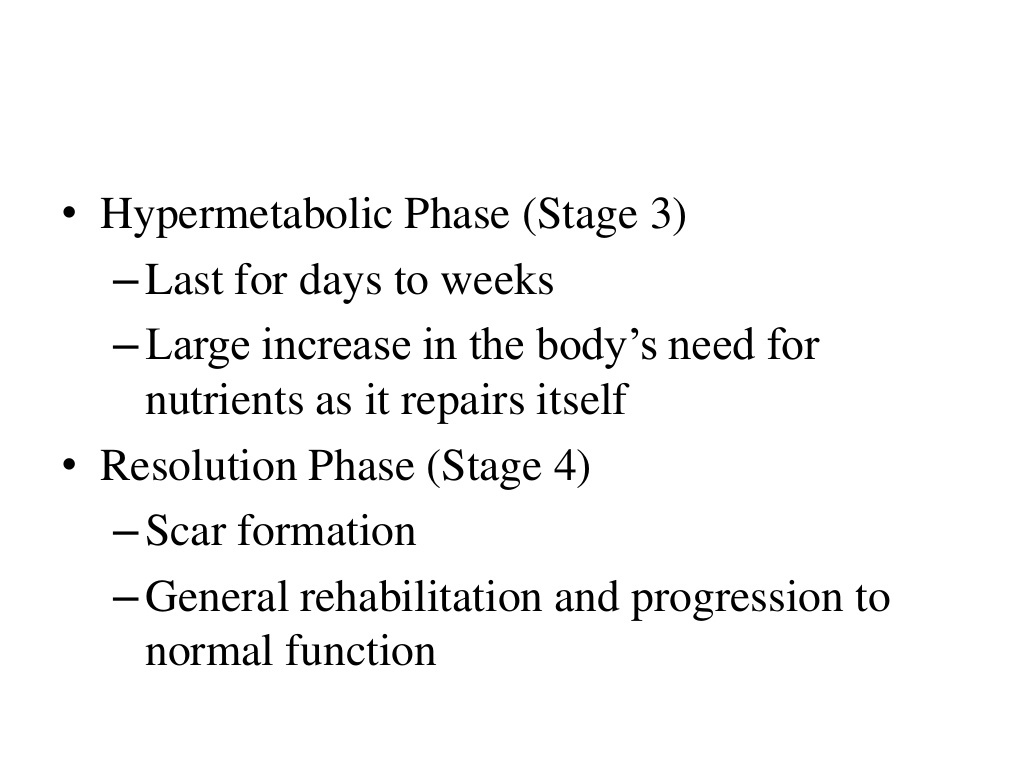 • Hypermetabolic Phase (Stage 3)
– Last for days to weeks
– Large increase in the body’s need for
nutrients as it repairs itself
• Resolution Phase (Stage 4)
– Scar formation
– General rehabilitation and progression to
normal function